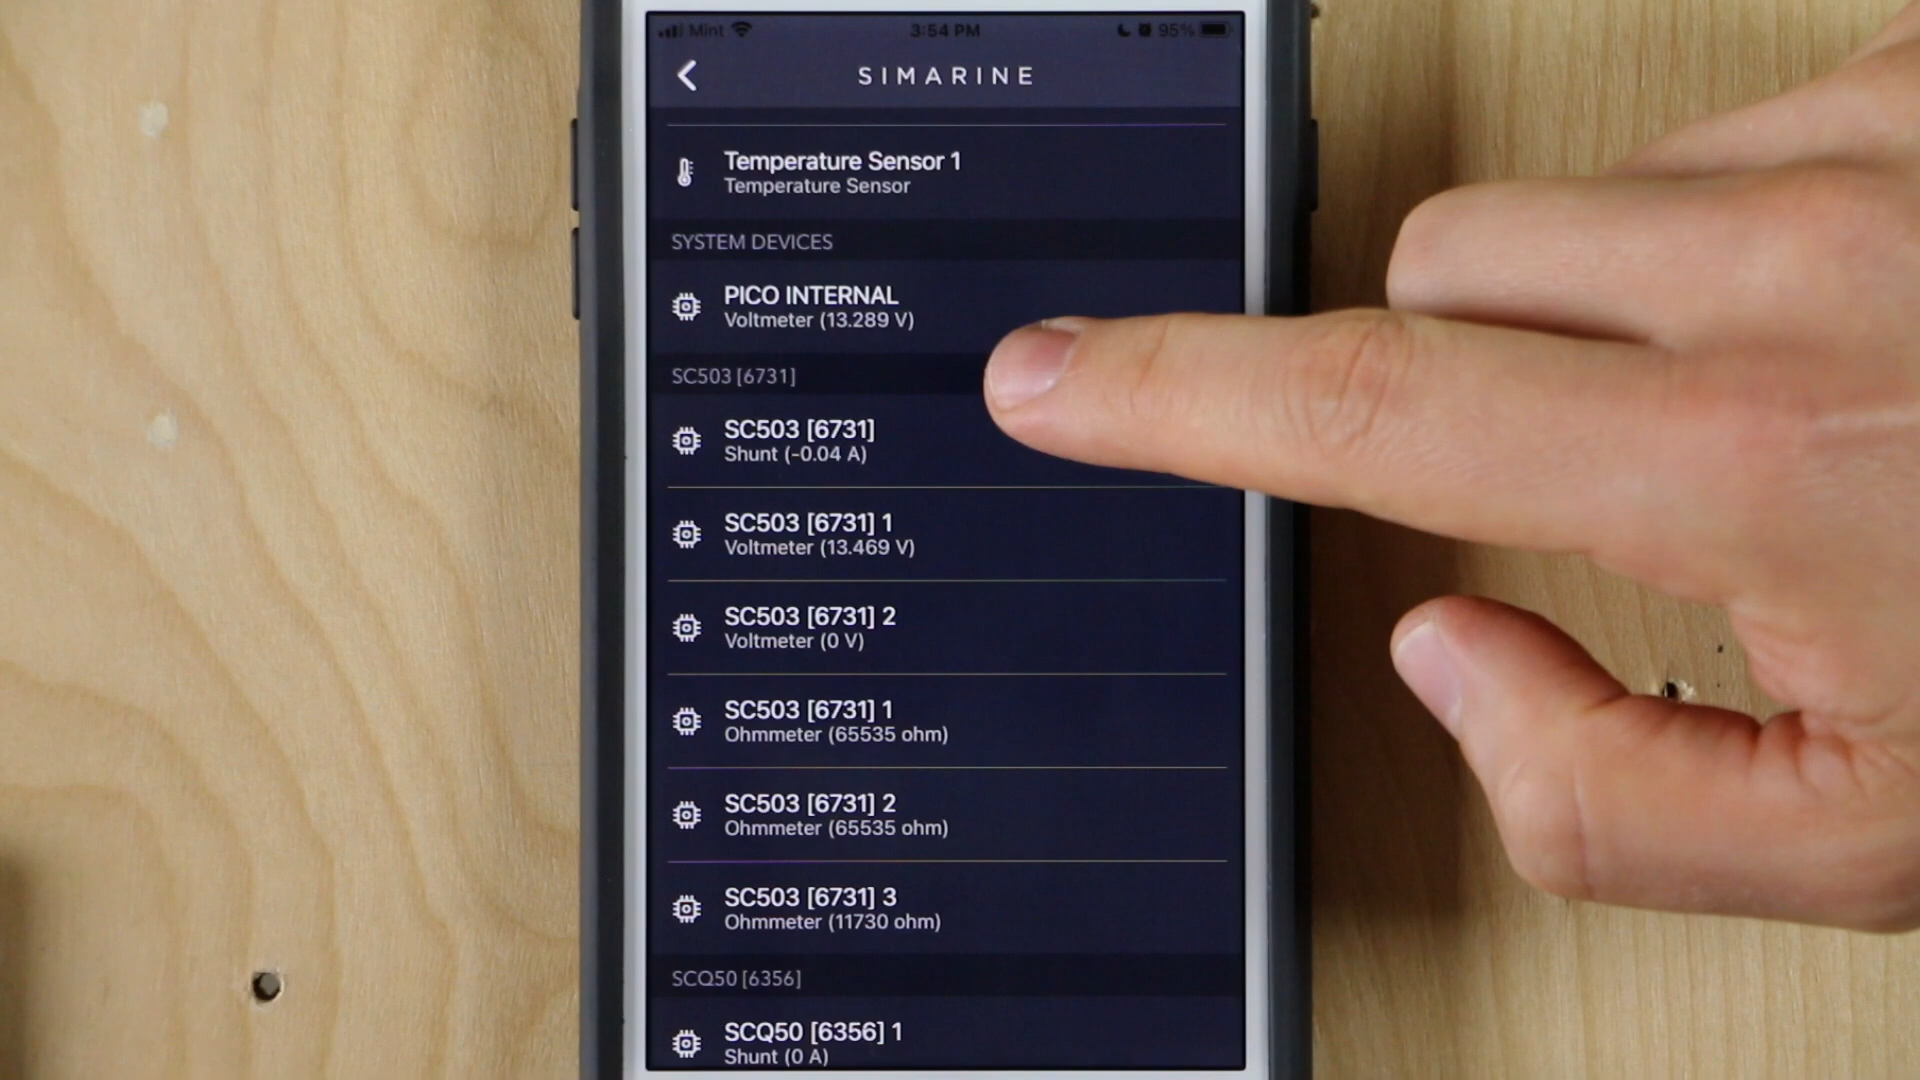 Mint 3:54 PM 95%
SIMARINE
Temperature Sensor 1
Temperature Sensor
SYSTEM DEVICES
PICO INTERNAL
Voltmeter (13.289 V)
SC503 [6731]
SC503 [6731]
Shunt (-0.04 A)
SC503 [6731] 1
Voltmeter (13.469 V)
SC503 [6731] 2
Voltmeter (0 V)
SC503 [6731] 1
Ohmmeter (65535 ohm)
SC503 [6731] 2
Ohmmeter (65535 ohm)
SC503 [6731] 3
Ohmmeter (11730 ohm)
SCQ50 [6356]
SCQ50 [6356] 1
Shunt (0 A)